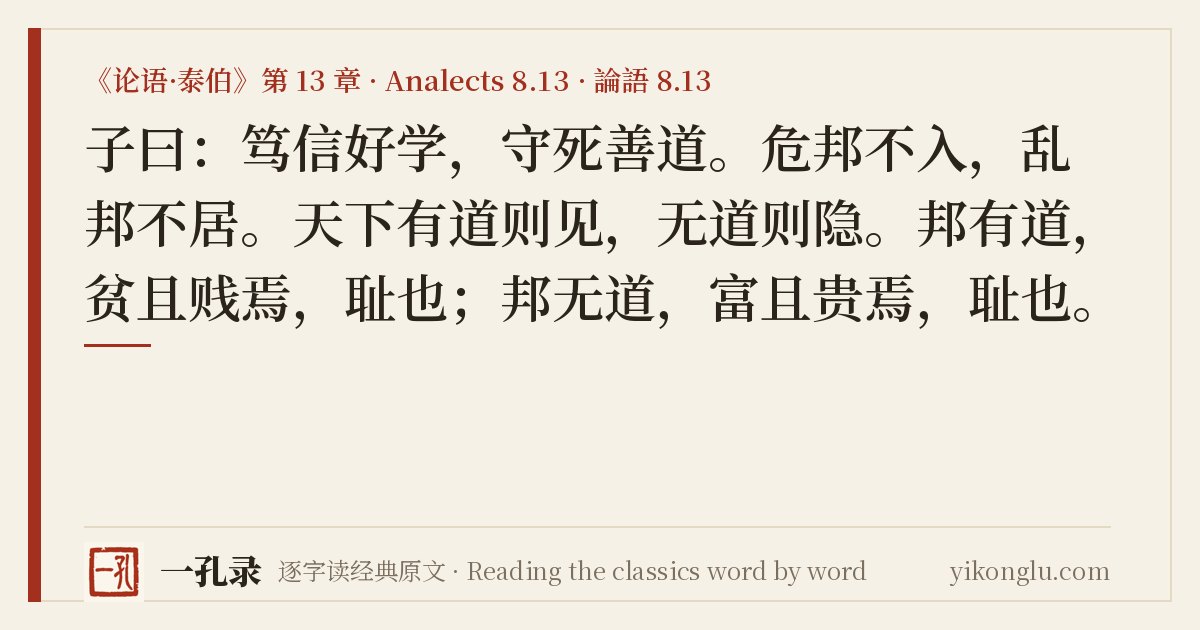 《论语·泰伯》第 13 章 · Analects 8.13 · 論語 8.13
子曰：笃信好学，守死善道。危邦不入，乱
邦不居。天下有道则见，无道则隐。邦有道，
贫且贱焉，耻也；邦无道，富且贵焉，耻也。
一孔
一孔录 逐字读经典原文 · Reading the classics word by word yikonglu.com